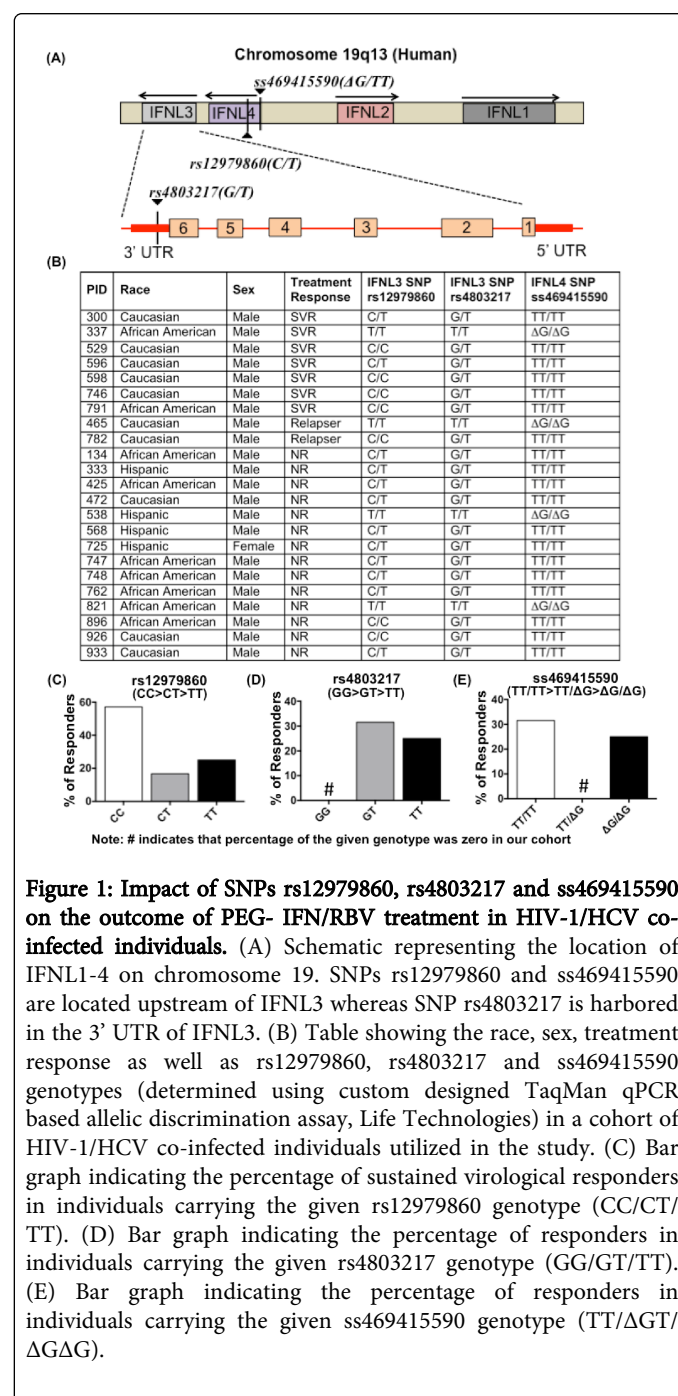 (A)
Chromosome 19q13 (Human)
ss469415590(ΔG/TT)
IFNL3 IFNL4 IFNL2 IFNL1
rs12979860(C/T)
rs4803217(G/T)
6 5 4 3 2 1
3’ UTR 5’ UTR
(B)
PID Race Sex Treatment Response IFNL3 SNP rs12979860 IFNL3 SNP rs4803217 IFNL4 SNP ss469415590
300 Caucasian Male SVR C/T G/T TT/TT
337 African American Male SVR T/T T/T ΔG/ΔG
529 Caucasian Male SVR C/C G/T TT/TT
596 Caucasian Male SVR C/T G/T TT/TT
598 Caucasian Male SVR C/C G/T TT/TT
746 Caucasian Male SVR C/C G/T TT/TT
791 African American Male SVR C/C G/T TT/TT
465 Caucasian Male Relapser T/T T/T ΔG/ΔG
782 Caucasian Male Relapser C/C G/T TT/TT
134 African American Male NR C/T G/T TT/TT
333 Hispanic Male NR C/T G/T TT/TT
425 African American Male NR C/T G/T TT/TT
472 Caucasian Male NR C/T G/T TT/TT
538 Hispanic Male NR T/T T/T ΔG/ΔG
568 Hispanic Male NR C/T G/T TT/TT
725 Hispanic Female NR C/T G/T TT/TT
747 African American Male NR C/T G/T TT/TT
748 African American Male NR C/T G/T TT/TT
762 African American Male NR C/T G/T TT/TT
821 African American Male NR T/T T/T ΔG/ΔG
896 African American Male NR C/C G/T TT/TT
926 Caucasian Male NR C/C G/T TT/TT
933 Caucasian Male NR C/T G/T TT/TT
(C)
rs12979860
(CC>CT>TT)
% of Responders
60
40
20
0
CC CT TT
(D)
rs4803217
(GG>GT>TT)
% of Responders
40
30
20
10
0
#
GG GT TT
(E)
ss469415590
(TT/TT>TT/ΔG>ΔG/ΔG)
% of Responders
40
30
20
10
0
#
TT/TT TT/ΔG ΔG/ΔG
Note: # indicates that percentage of the given genotype was zero in our cohort
Figure 1: Impact of SNPs rs12979860, rs4803217 and ss469415590
on the outcome of PEG- IFN/RBV treatment in HIV-1/HCV co-
infected individuals. (A) Schematic representing the location of
IFNL1-4 on chromosome 19. SNPs rs12979860 and ss469415590
are located upstream of IFNL3 whereas SNP rs4803217 is harbored
in the 3’ UTR of IFNL3. (B) Table showing the race, sex, treatment
response as well as rs12979860, rs4803217 and ss469415590
genotypes (determined using custom designed TaqMan qPCR
based allelic discrimination assay, Life Technologies) in a cohort of
HIV-1/HCV co-infected individuals utilized in the study. (C) Bar
graph indicating the percentage of sustained virological responders
in individuals carrying the given rs12979860 genotype (CC/CT/
TT). (D) Bar graph indicating the percentage of responders in
individuals carrying the given rs4803217 genotype (GG/GT/TT).
(E) Bar graph indicating the percentage of responders in
individuals carrying the given ss469415590 genotype (TT/ΔGT/
ΔGΔG).